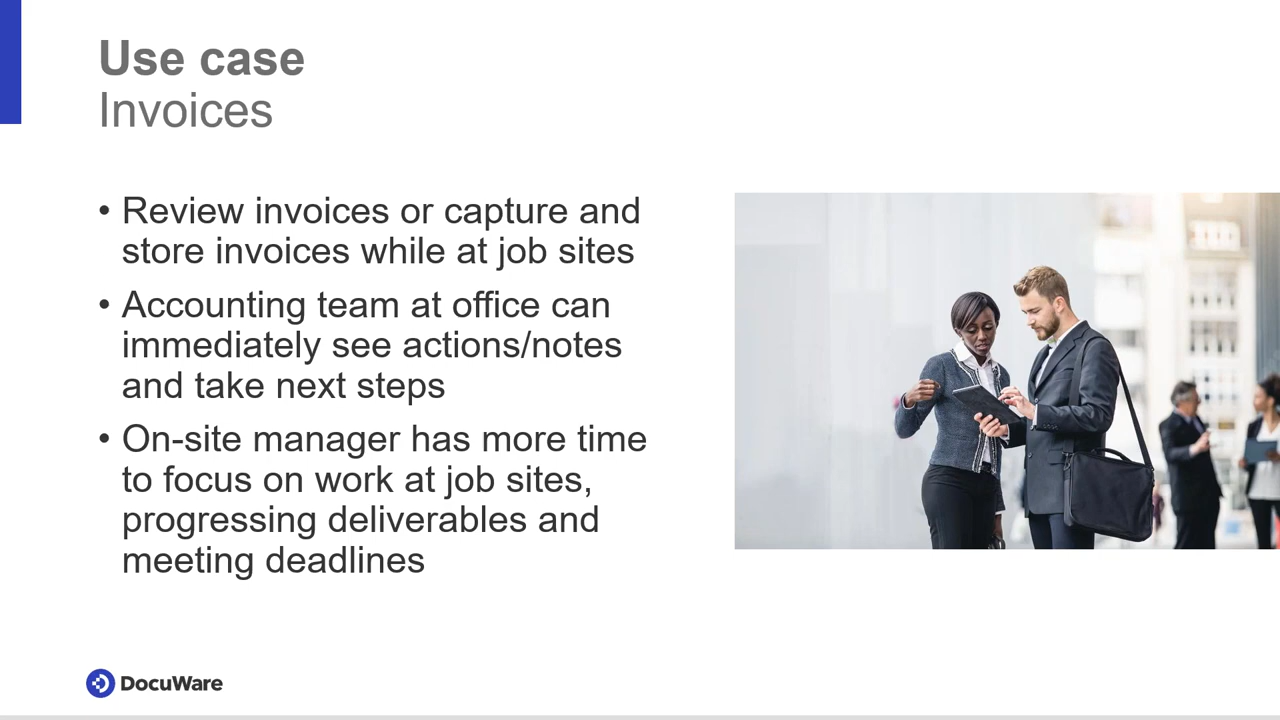 Use case
Invoices
• Review invoices or capture and
store invoices while at job sites
• Accounting team at office can
immediately see actions/notes
and take next steps
• On-site manager has more time
to focus on work at job sites,
progressing deliverables and
meeting deadlines
DocuWare